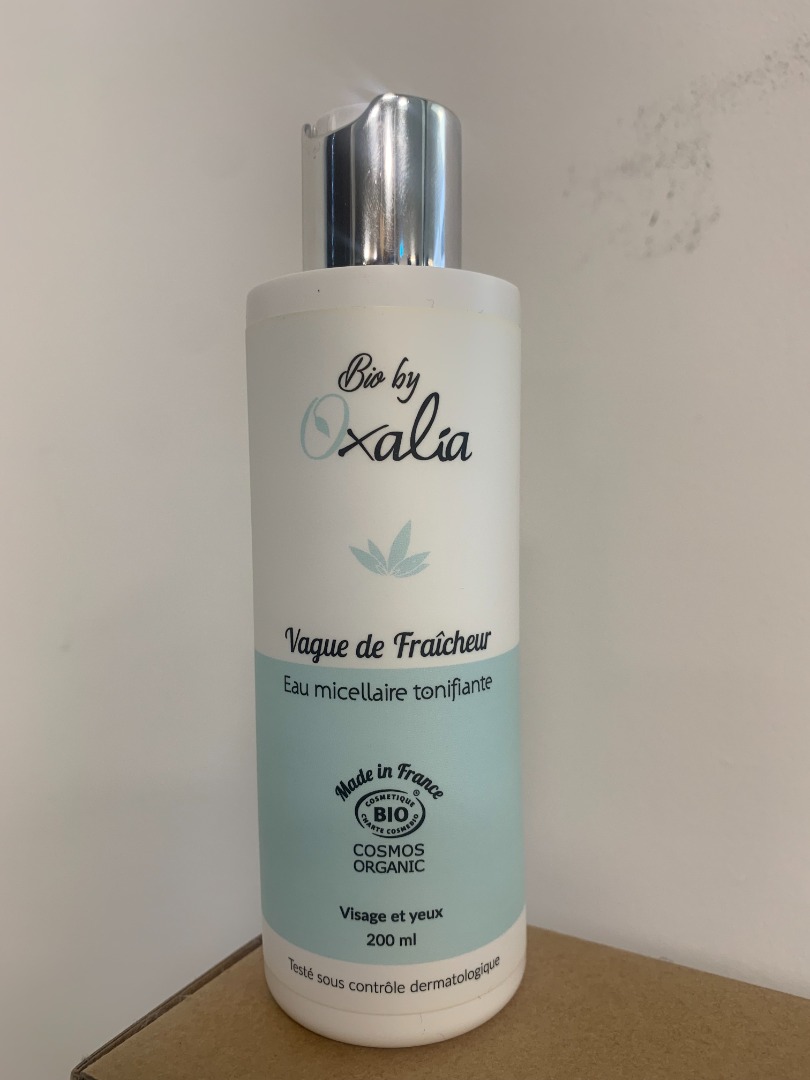 Bio by
Oxalia
Vague de Fraîcheur
Eau micellaire tonifiante
Made in France
COSMETIQUE
®
BIO
CHARTE COSMEBIO
COSMOS
ORGANIC
Visage et yeux
200 ml
Testé sous contrôle dermatologique